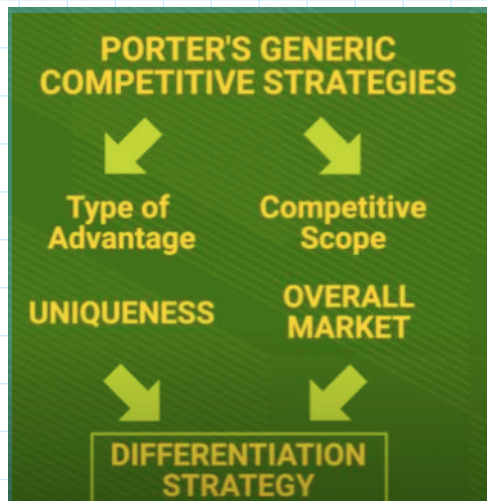 PORTER'S GENERIC
COMPETITIVE STRATEGIES
Type of
Advantage
Competitive
Scope
UNIQUENESS
OVERALL
MARKET
DIFFERENTIATION
STRATEGY